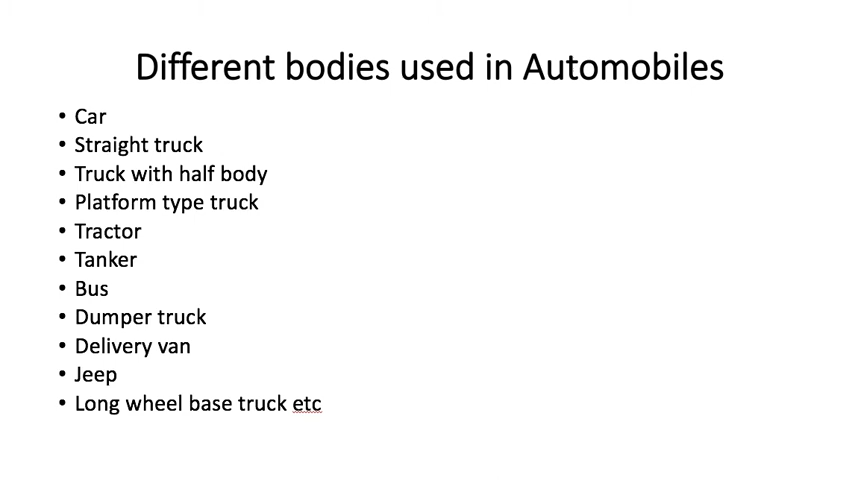 Different bodies used in Automobiles
• Car
• Straight truck
• Truck with half body
• Platform type truck
• Tractor
• Tanker
• Bus
• Dumper truck
• Delivery van
• Jeep
• Long wheel base truck etc